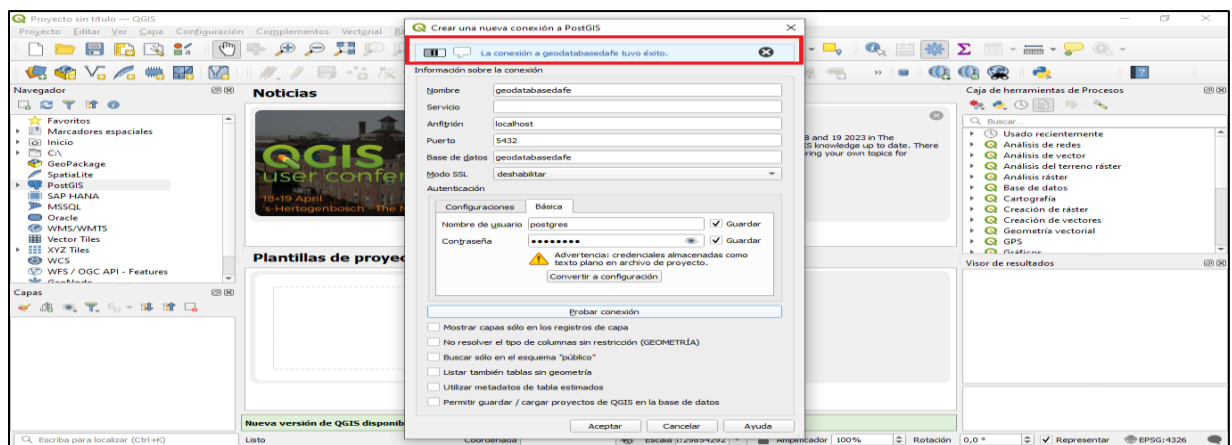 Proyecto sin título — QGIS
Proyecto Editar Ver Capa Configuración Complementos Vectorial
Navegador
Favoritos
Marcadores espaciales
Inicio
C:\
GeoPackage
SpatiaLite
PostGIS
SAP HANA
MSSQL
Oracle
WMS/WMTS
Vector Tiles
XYZ Tiles
WCS
WFS / OGC API - Features
GeoNode
Capas
Noticias
QGIS
user confer
18+19 April
's-Hertogenbosch - The N
8 and 19 2023 in The
IS knowledge up to date. There
ring your own topics for
Plantillas de proyec
Nueva versión de QGIS disponib
Crear una nueva conexión a PostGIS
La conexión a geodatabasedafe tuvo éxito.
Información sobre la conexión
Nombre geodatabasedafe
Servicio
Anfitrión localhost
Puerto 5432
Base de datos geodatabasedafe
Modo SSL deshabilitar
Autenticación
Configuraciones Básica
Nombre de usuario postgres Guardar
Contraseña ●●●●●●●● Guardar
Advertencia: credenciales almacenadas como
texto plano en archivo de proyecto.
Convertir a configuración
Probar conexión
Mostrar capas sólo en los registros de capa
No resolver el tipo de columnas sin restricción (GEOMETRÍA)
Buscar sólo en el esquema "público"
Listar también tablas sin geometría
Utilizar metadatos de tabla estimados
Permitir guardar / cargar proyectos de QGIS en la base de datos
Aceptar Cancelar Ayuda
Caja de herramientas de Procesos
Buscar...
Usado recientemente
Análisis de redes
Análisis de vector
Análisis del terreno ráster
Análisis ráster
Base de datos
Cartografía
Creación de ráster
Creación de vectores
Geometría vectorial
GPS
Gráficos
Visor de resultados
Escriba para localizar (Ctrl+K) Listo Coordenada Escala 1:29854292 Amplificador 100% Rotación 0,0 ° Representar EPSG:4326